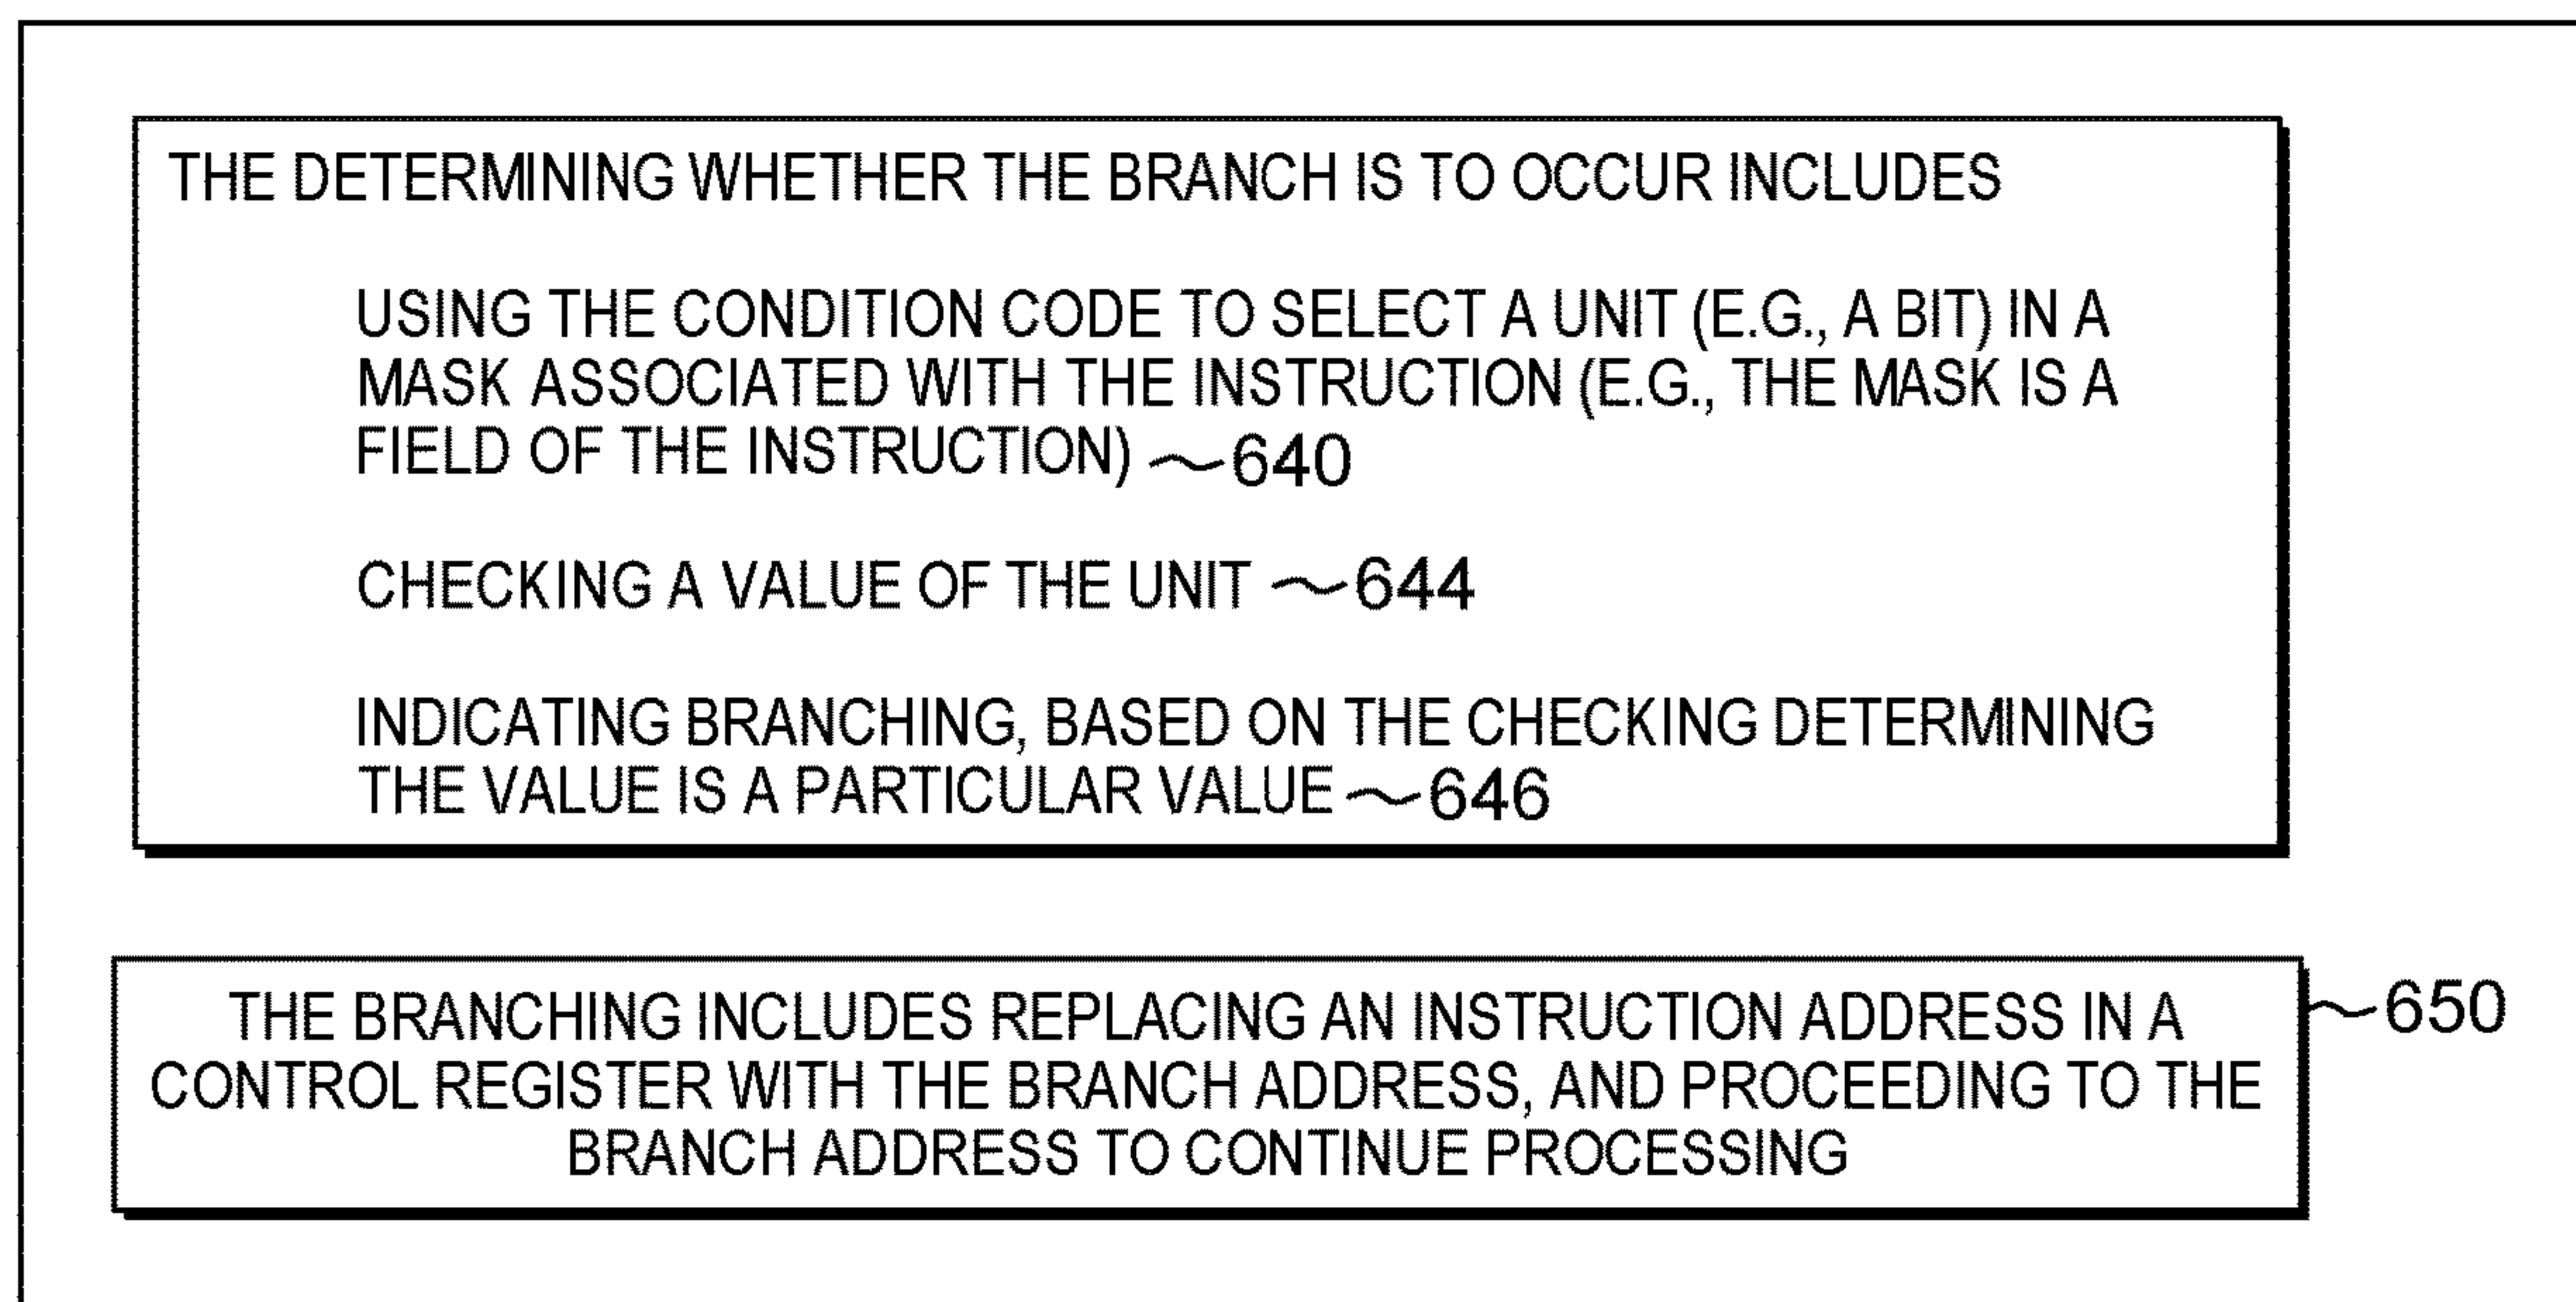 THE DETERMINING WHETHER THE BRANCH IS TO OCCUR INCLUDES
USING THE CONDITION CODE TO SELECT A UNIT (E.G., A BIT) IN A
MASK ASSOCIATED WITH THE INSTRUCTION (E.G., THE MASK IS A
FIELD OF THE INSTRUCTION) 640
CHECKING A VALUE OF THE UNIT 644
INDICATING BRANCHING, BASED ON THE CHECKING DETERMINING
THE VALUE IS A PARTICULAR VALUE 646
THE BRANCHING INCLUDES REPLACING AN INSTRUCTION ADDRESS IN A 650
CONTROL REGISTER WITH THE BRANCH ADDRESS, AND PROCEEDING TO THE
BRANCH ADDRESS TO CONTINUE PROCESSING